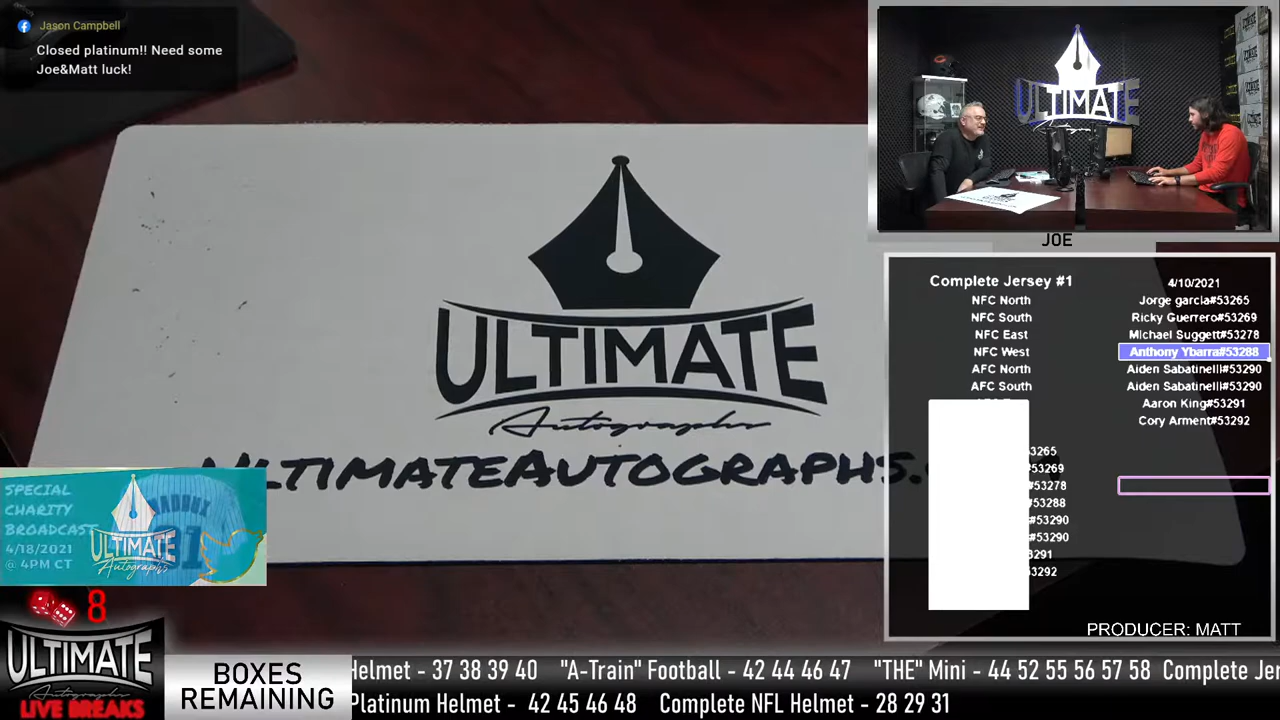 Jason Campbell
Closed platinum!! Need some
Joe&Matt luck!
ULTIMATE
ULTIMATE
Autographs
JOE
Complete Jersey #1 4/10/2021
NFC North Jorge garcia#53265
NFC South Ricky Guerrero#53269
NFC East Michael Suggett#53278
NFC West Anthony Ybarra#53288
AFC North Aiden Sabatinelli#53290
AFC South Aiden Sabatinelli#53290
Aaron King#53291
Cory Arment#53292
3265
#53269
#53278
#53288
#53290
#53290
3291
3292
ULTIMATEAUTOGRAPHS.
SPECIAL
CHARITY
BROADCAST
4/18/2021
@ 4PM CT
ULTIMATE
Autographs
31
8
ULTIMATE
Autographs
LIVE BREAKS
BOXES
REMAINING
PRODUCER: MATT
Helmet - 37 38 39 40 "A-Train" Football - 42 44 46 47 "THE" Mini - 44 52 55 56 57 58 Complete Jer
Platinum Helmet - 42 45 46 48 Complete NFL Helmet - 28 29 31